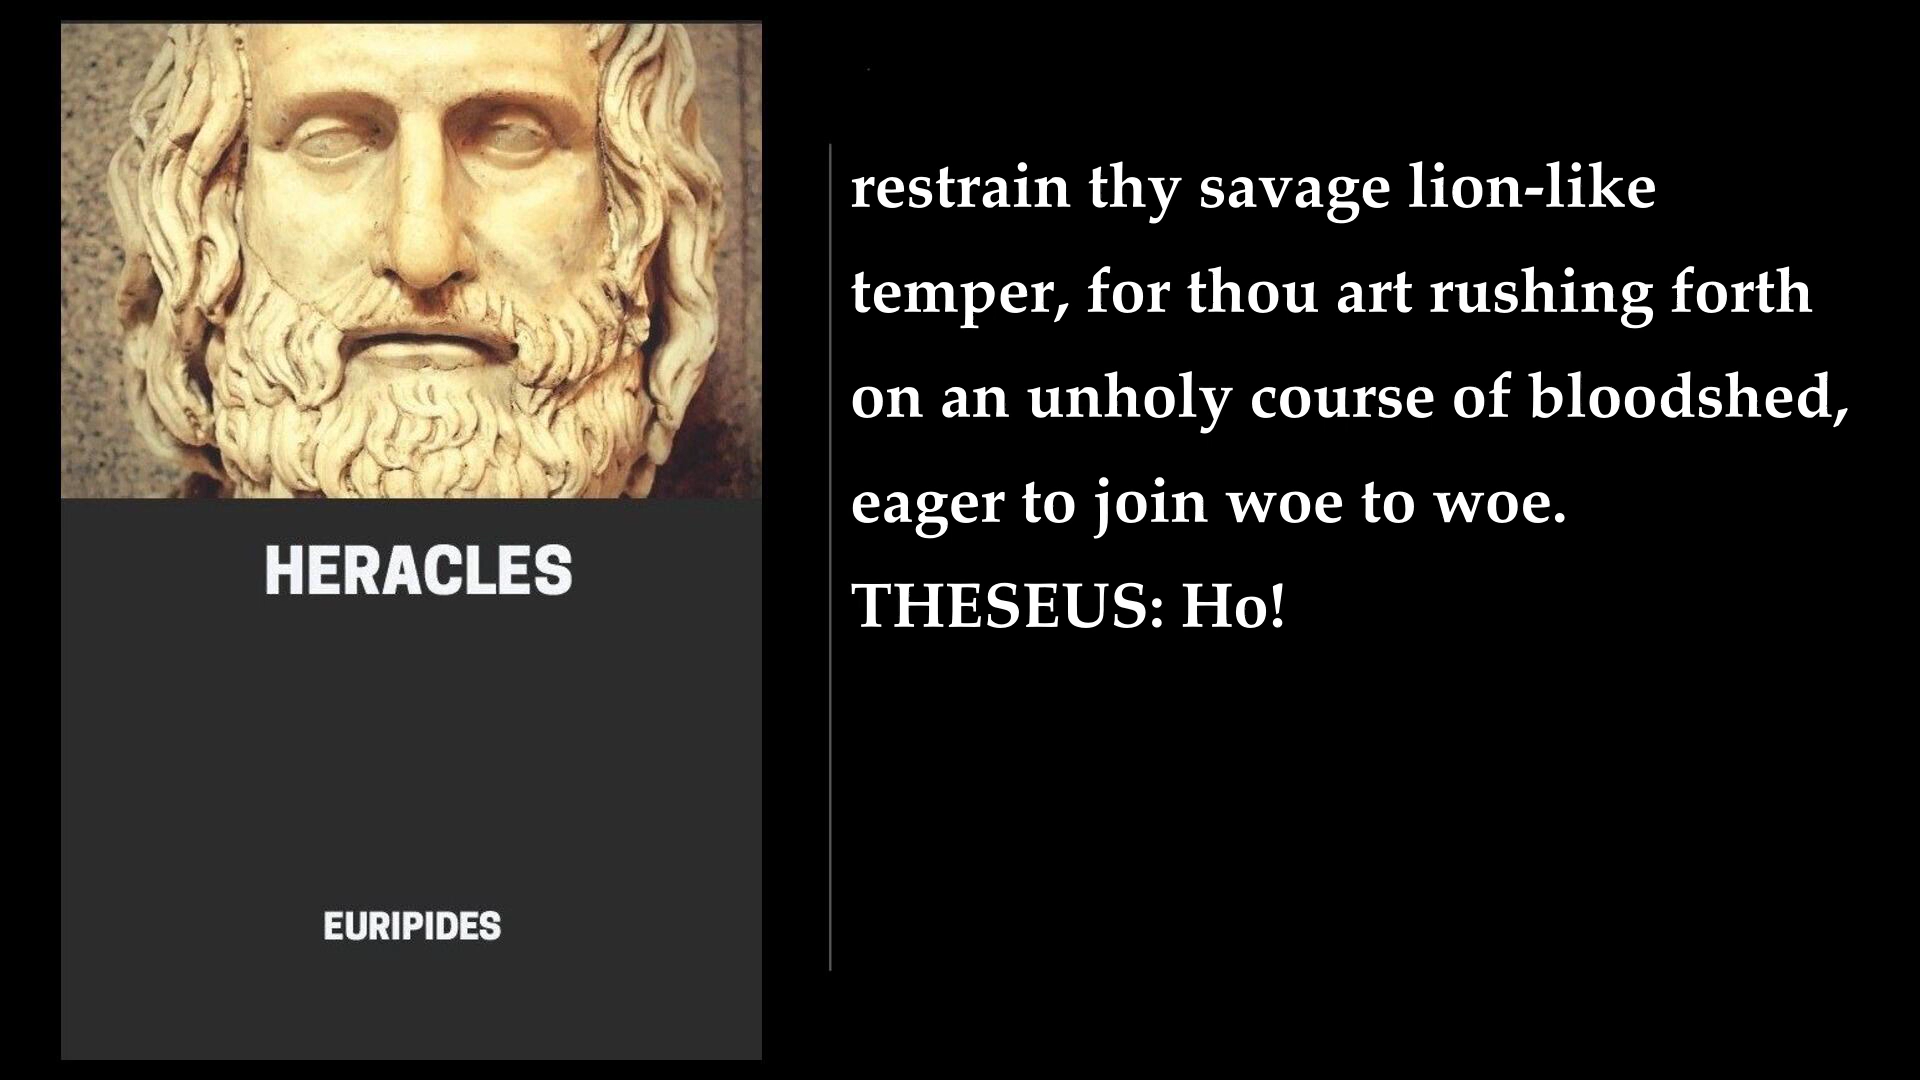 HERACLES
EURIPIDES
restrain thy savage lion-like
temper, for thou art rushing forth
on an unholy course of bloodshed,
eager to join woe to woe.
THESEUS: Ho!